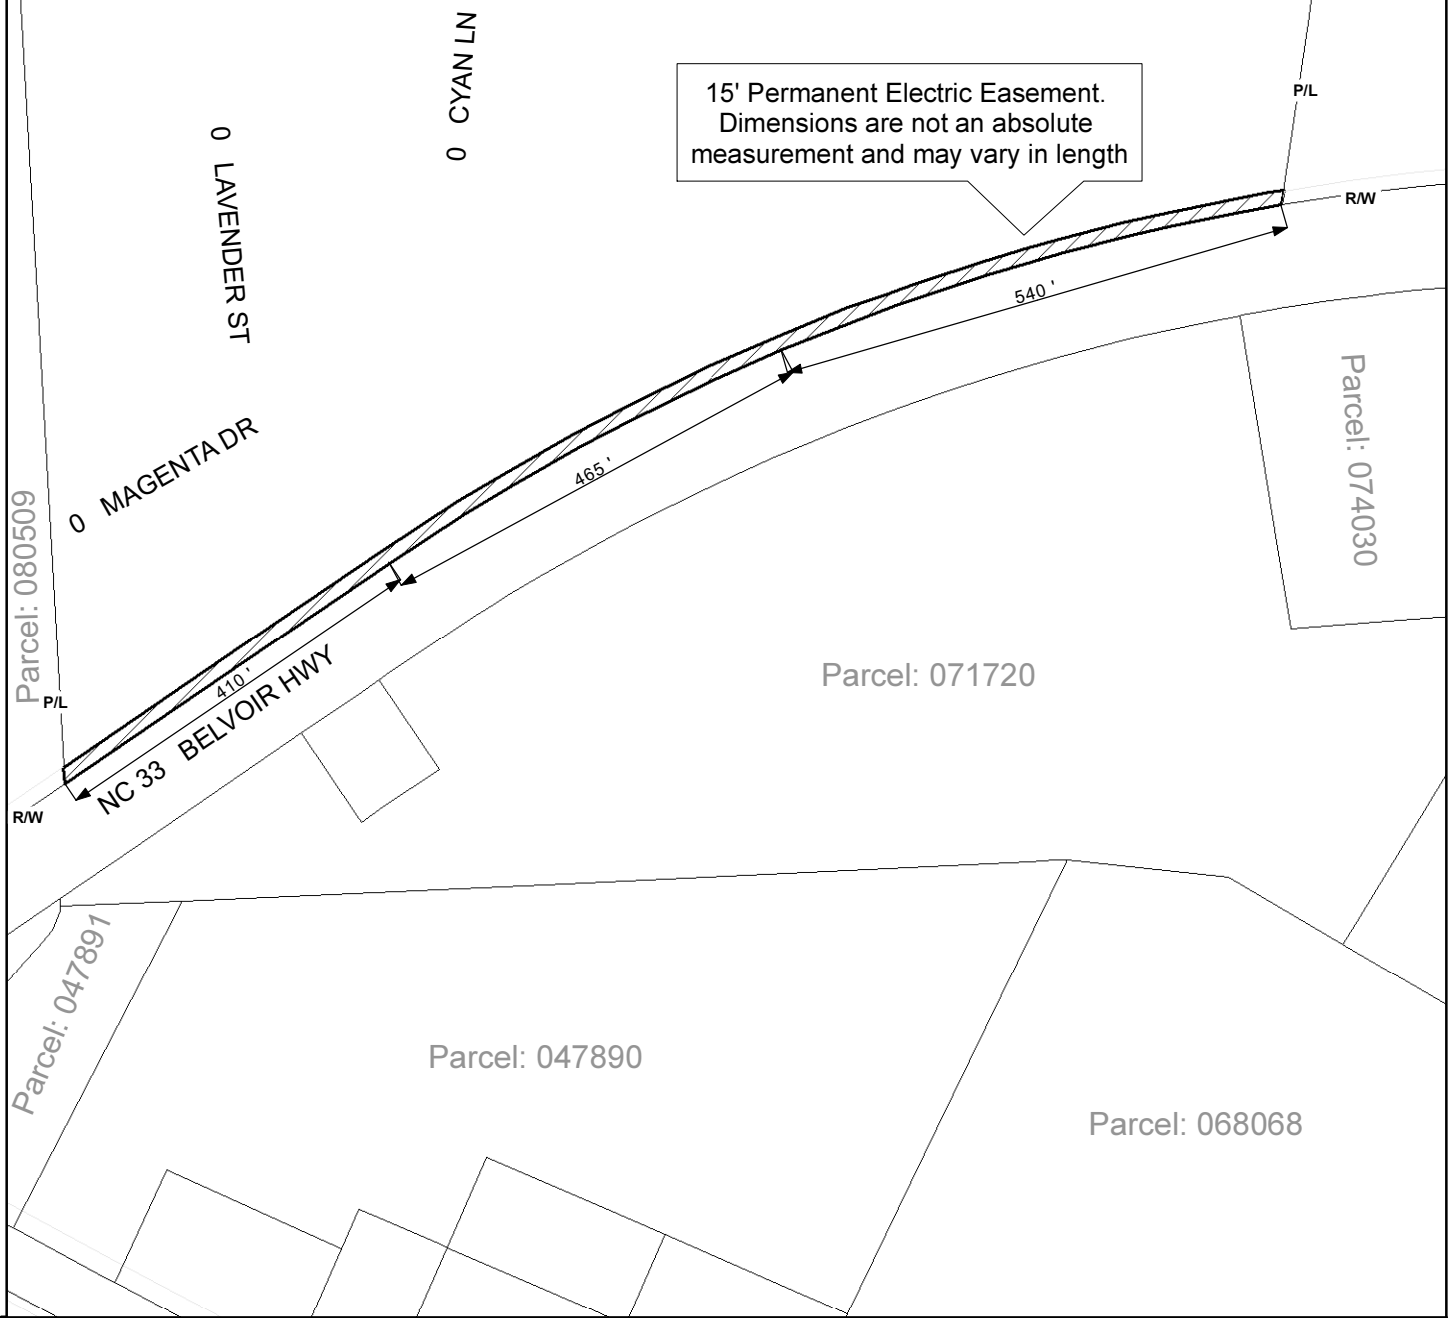 0 CYAN LN
0 LAVENDER ST
15' Permanent Electric Easement.
Dimensions are not an absolute
measurement and may vary in length
P/L
R/W
540 '
465 '
0 MAGENTA DR
Parcel: 080509
Parcel: 074030
P/L
410 '
NC 33 BELVOIR HWY
R/W
Parcel: 071720
Parcel: 047891
Parcel: 047890
Parcel: 068068